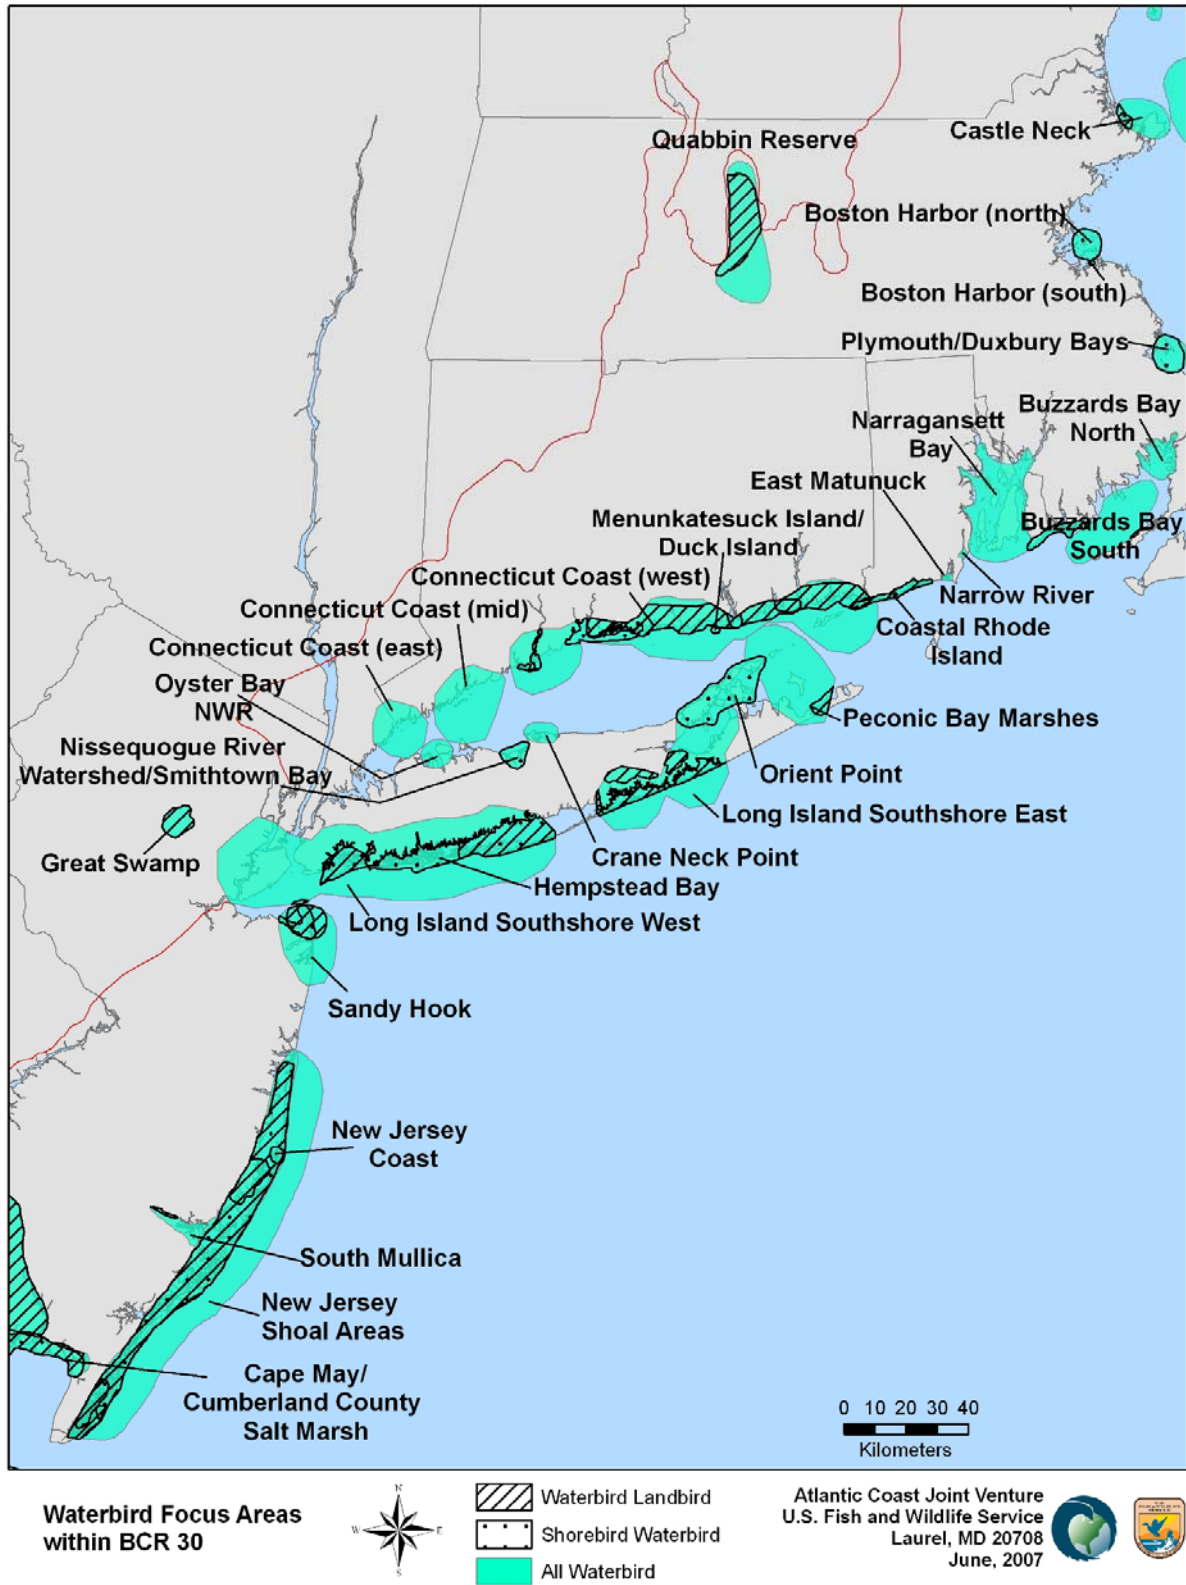 Quabbin Reserve
Castle Neck
Boston Harbor (north)
Boston Harbor (south)
Plymouth/Duxbury Bays
Buzzards Bay
North
Narragansett
Bay
East Matunuck
Menunkatesuck Island/
Duck Island
Buzzards Bay
South
Connecticut Coast (west)
Narrow River
Connecticut Coast (mid)
Coastal Rhode
Island
Connecticut Coast (east)
Oyster Bay
NWR
Peconic Bay Marshes
Nissequogue River
Watershed/Smithtown Bay
Orient Point
Long Island Southshore East
Great Swamp
Crane Neck Point
Hempstead Bay
Long Island Southshore West
Sandy Hook
New Jersey
Coast
South Mullica
New Jersey
Shoal Areas
Cape May/
Cumberland County
Salt Marsh
0 10 20 30 40
Kilometers
Waterbird Focus Areas
within BCR 30
N
W E
S
Waterbird Landbird
Shorebird Waterbird
All Waterbird
Atlantic Coast Joint Venture
U.S. Fish and Wildlife Service
Laurel, MD 20708
June, 2007